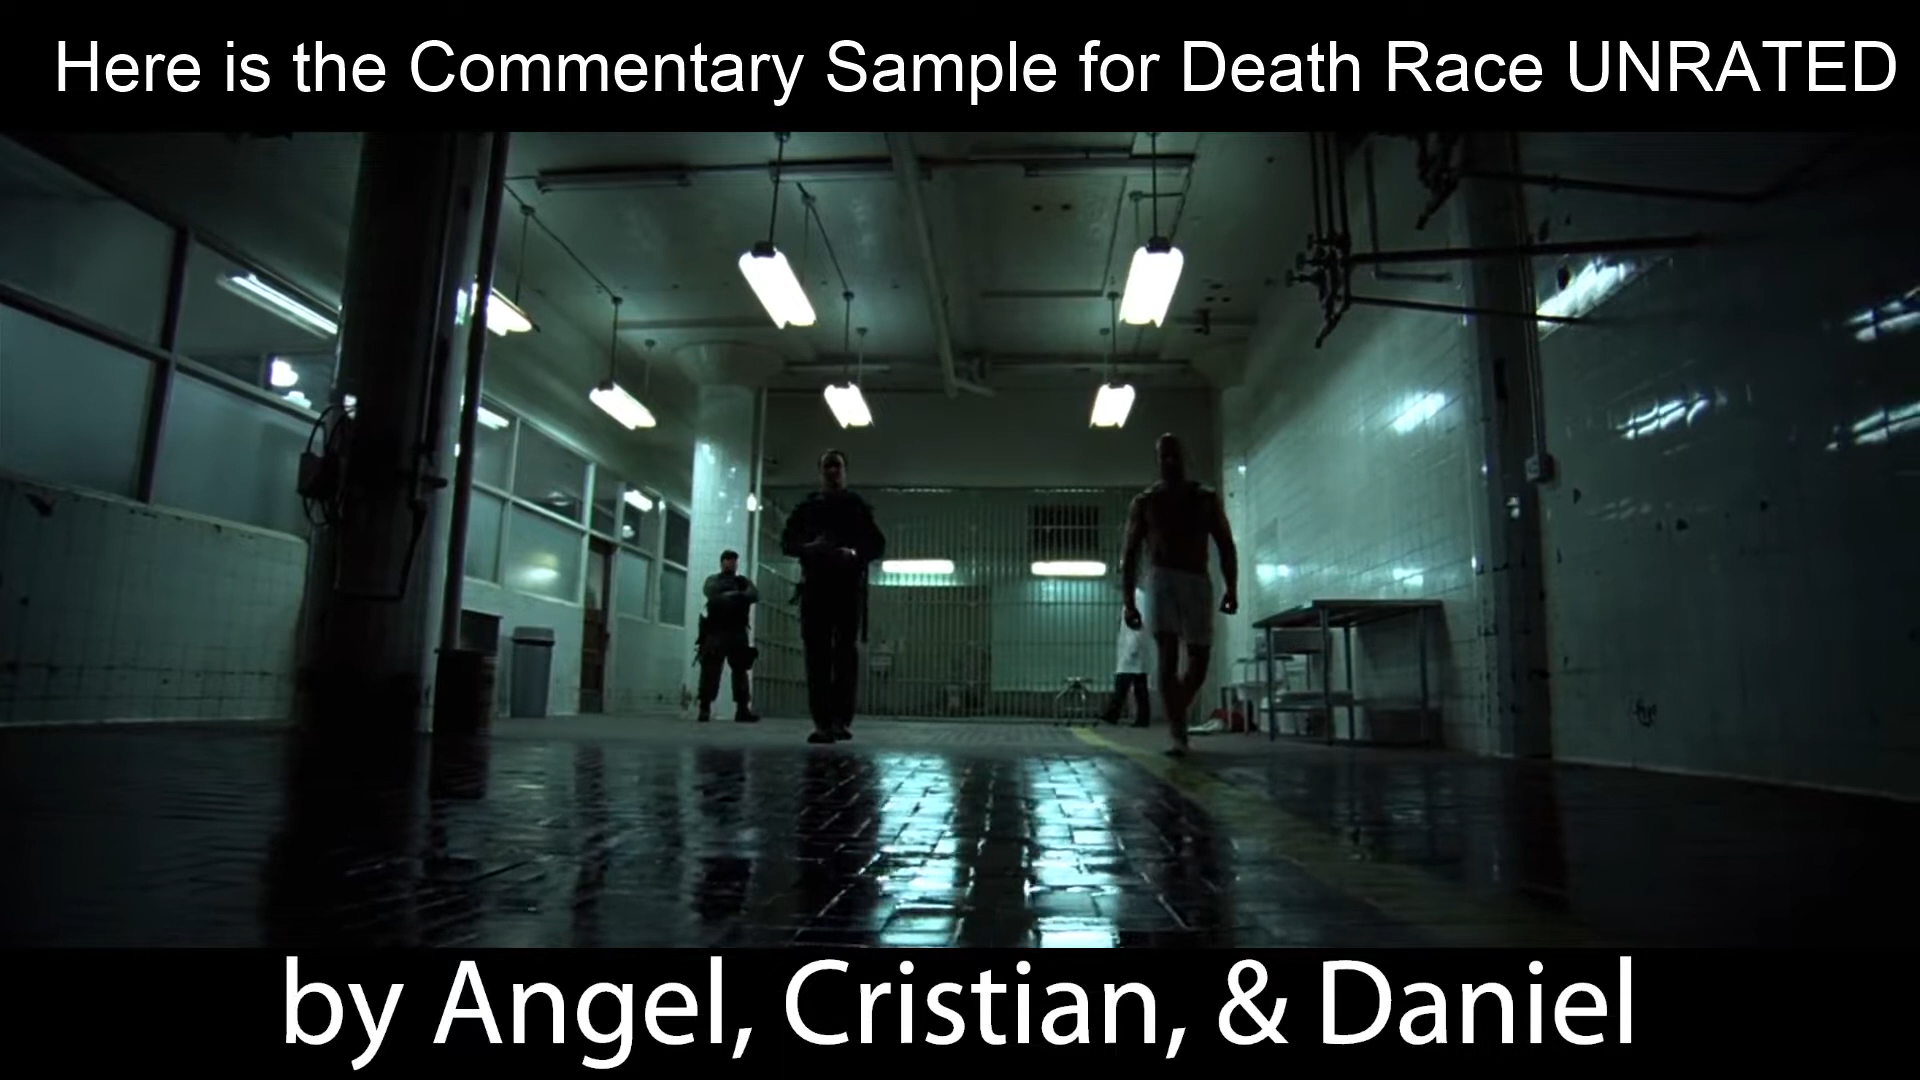 Here is the Commentary Sample for Death Race UNRATED
by Angel, Cristian, & Daniel